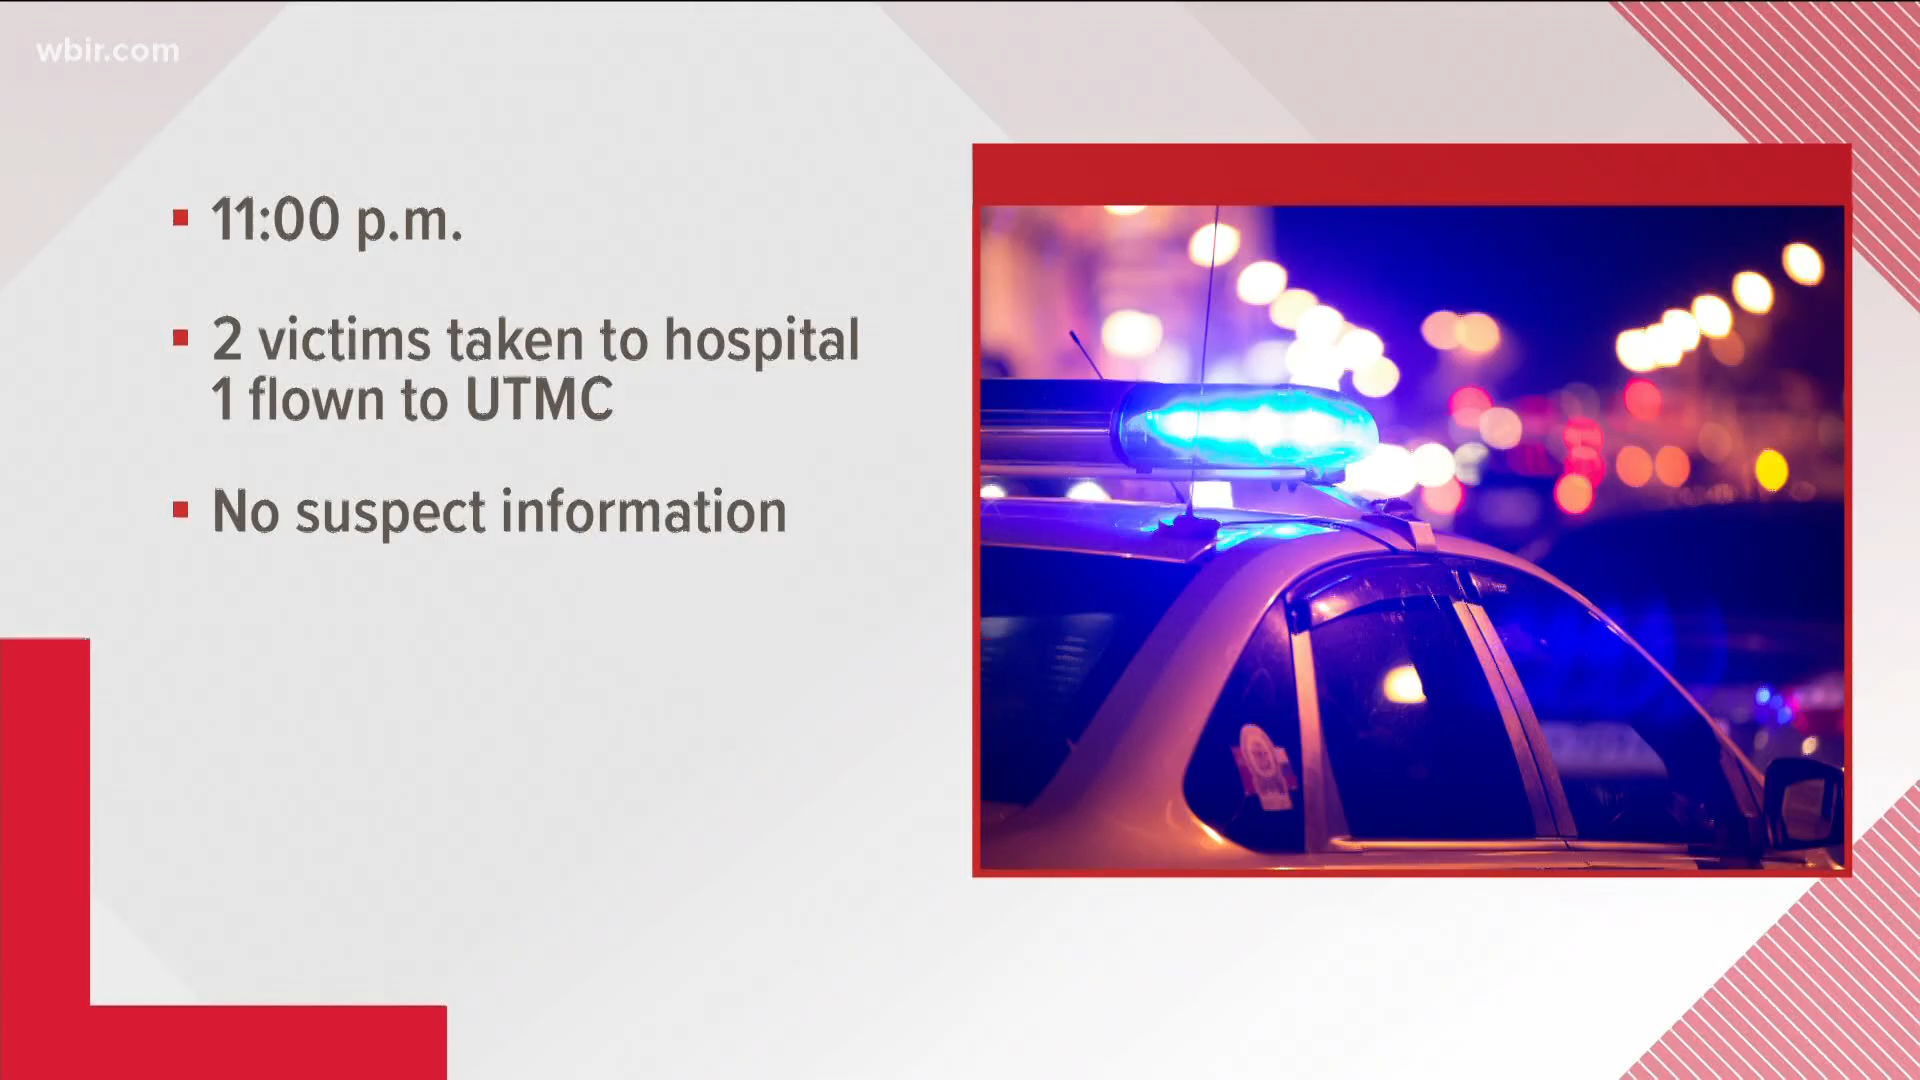 wbir.com
11:00 p.m.
2 victims taken to hospital
1 flown to UTMC
No suspect information